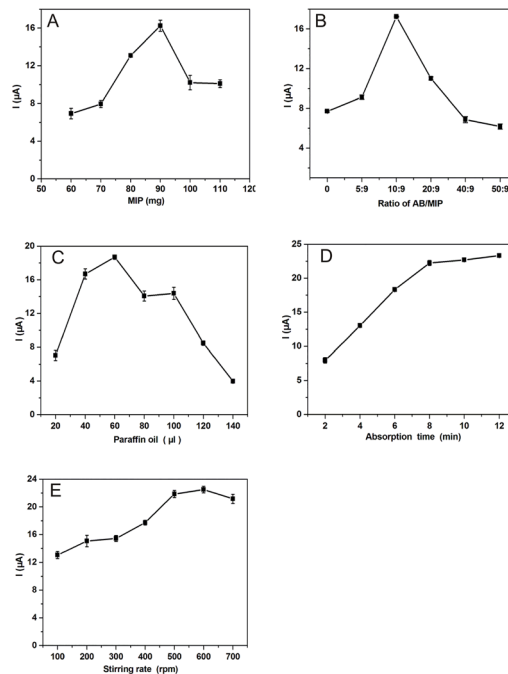 A
I (µA)
16
12
8
4
0
50 60 70 80 90 100 110
MIP (mg)
B
I (µA)
16
12
8
4
0 5:9 10:9 20:9 40:9 50:9
Ratio of AB/MIP
C
I (µA)
20
16
12
8
4
0
20 40 60 80 100 120 140
Paraffin oil ( µl )
D
I (µA)
25
20
15
10
5
0
2 4 6 8 10 12
Absorption time (min)
E
I (µA)
24
20
16
12
8
4
0
100 200 300 400 500 600 700
Stirring rate (rpm)